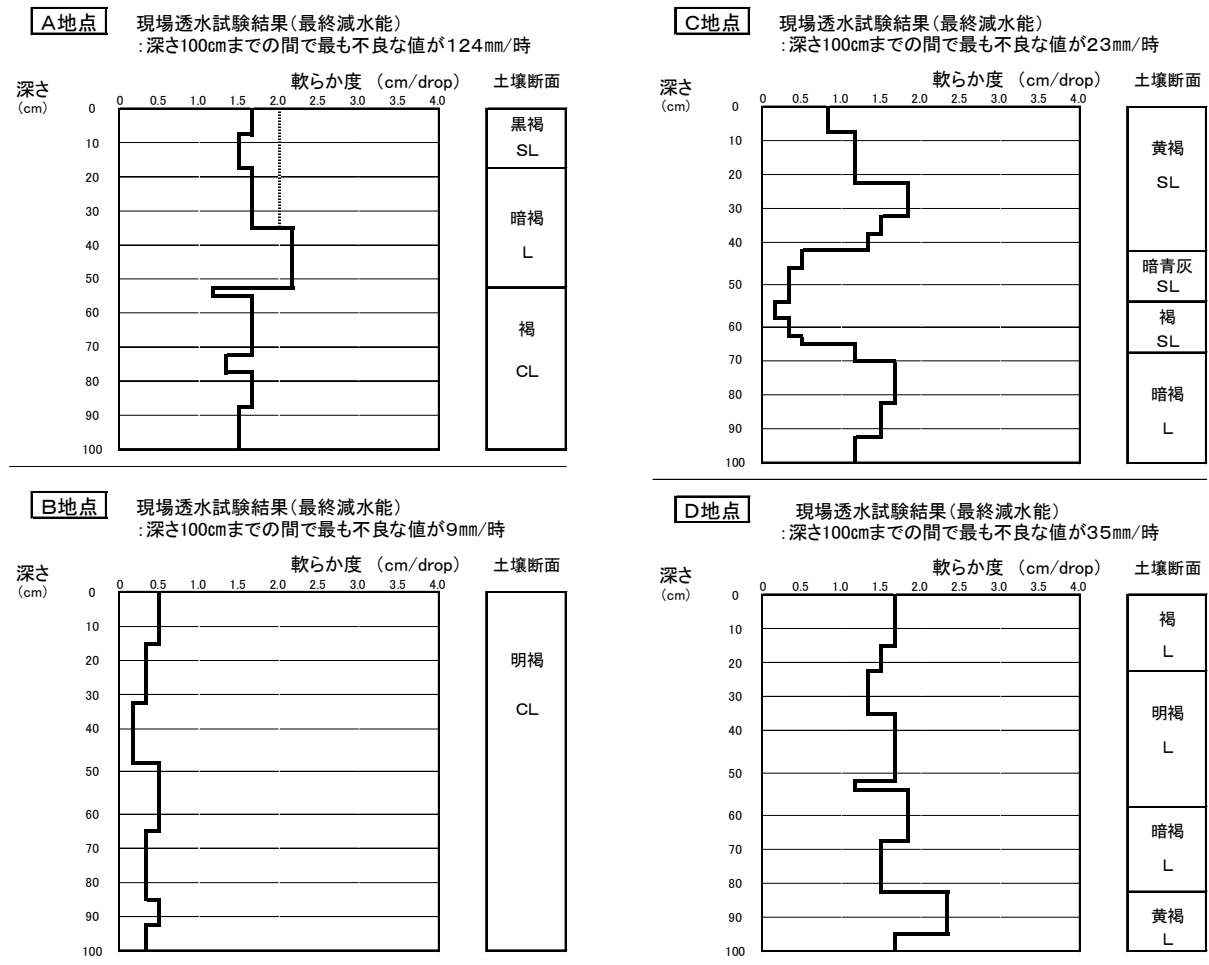 A地点 現場透水試験結果(最終減水能)
:深さ100㎝までの間で最も不良な値が124㎜/時
深さ
(cm)
軟らか度 (cm/drop)
土壌断面
0 0.5 1.0 1.5 2.0 2.5 3.0 3.5 4.0
0
10
20
30
40
50
60
70
80
90
100
黒褐
SL
暗褐
L
褐
CL
B地点 現場透水試験結果(最終減水能)
:深さ100㎝までの間で最も不良な値が9㎜/時
深さ
(cm)
軟らか度 (cm/drop)
土壌断面
0 0.5 1.0 1.5 2.0 2.5 3.0 3.5 4.0
0
10
20
30
40
50
60
70
80
90
100
明褐
CL
C地点 現場透水試験結果(最終減水能)
:深さ100㎝までの間で最も不良な値が23㎜/時
深さ
(cm)
軟らか度 (cm/drop)
土壌断面
0 0.5 1.0 1.5 2.0 2.5 3.0 3.5 4.0
0
10
20
30
40
50
60
70
80
90
100
黄褐
SL
暗青灰
SL
褐
SL
暗褐
L
D地点 現場透水試験結果(最終減水能)
:深さ100㎝までの間で最も不良な値が35㎜/時
深さ
(cm)
軟らか度 (cm/drop)
土壌断面
0 0.5 1.0 1.5 2.0 2.5 3.0 3.5 4.0
0
10
20
30
40
50
60
70
80
90
100
褐
L
明褐
L
暗褐
L
黄褐
L